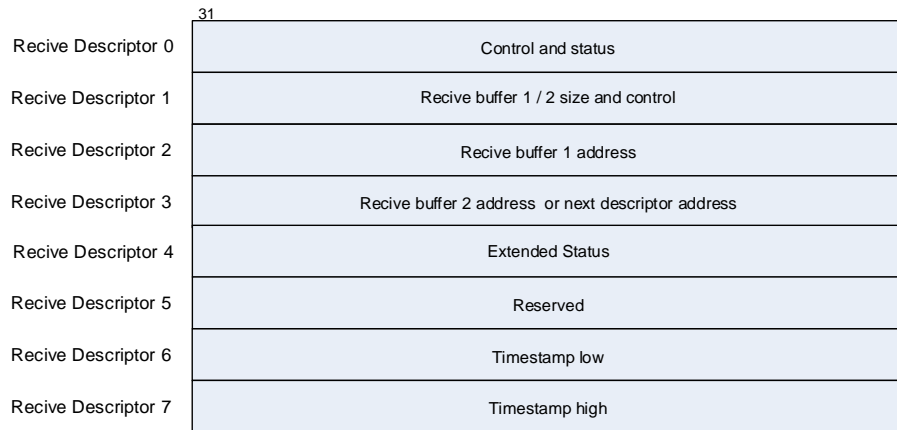 31
Recive Descriptor 0 Control and status
Recive Descriptor 1 Recive buffer 1 / 2 size and control
Recive Descriptor 2 Recive buffer 1 address
Recive Descriptor 3 Recive buffer 2 address or next descriptor address
Recive Descriptor 4 Extended Status
Recive Descriptor 5 Reserved
Recive Descriptor 6 Timestamp low
Recive Descriptor 7 Timestamp high